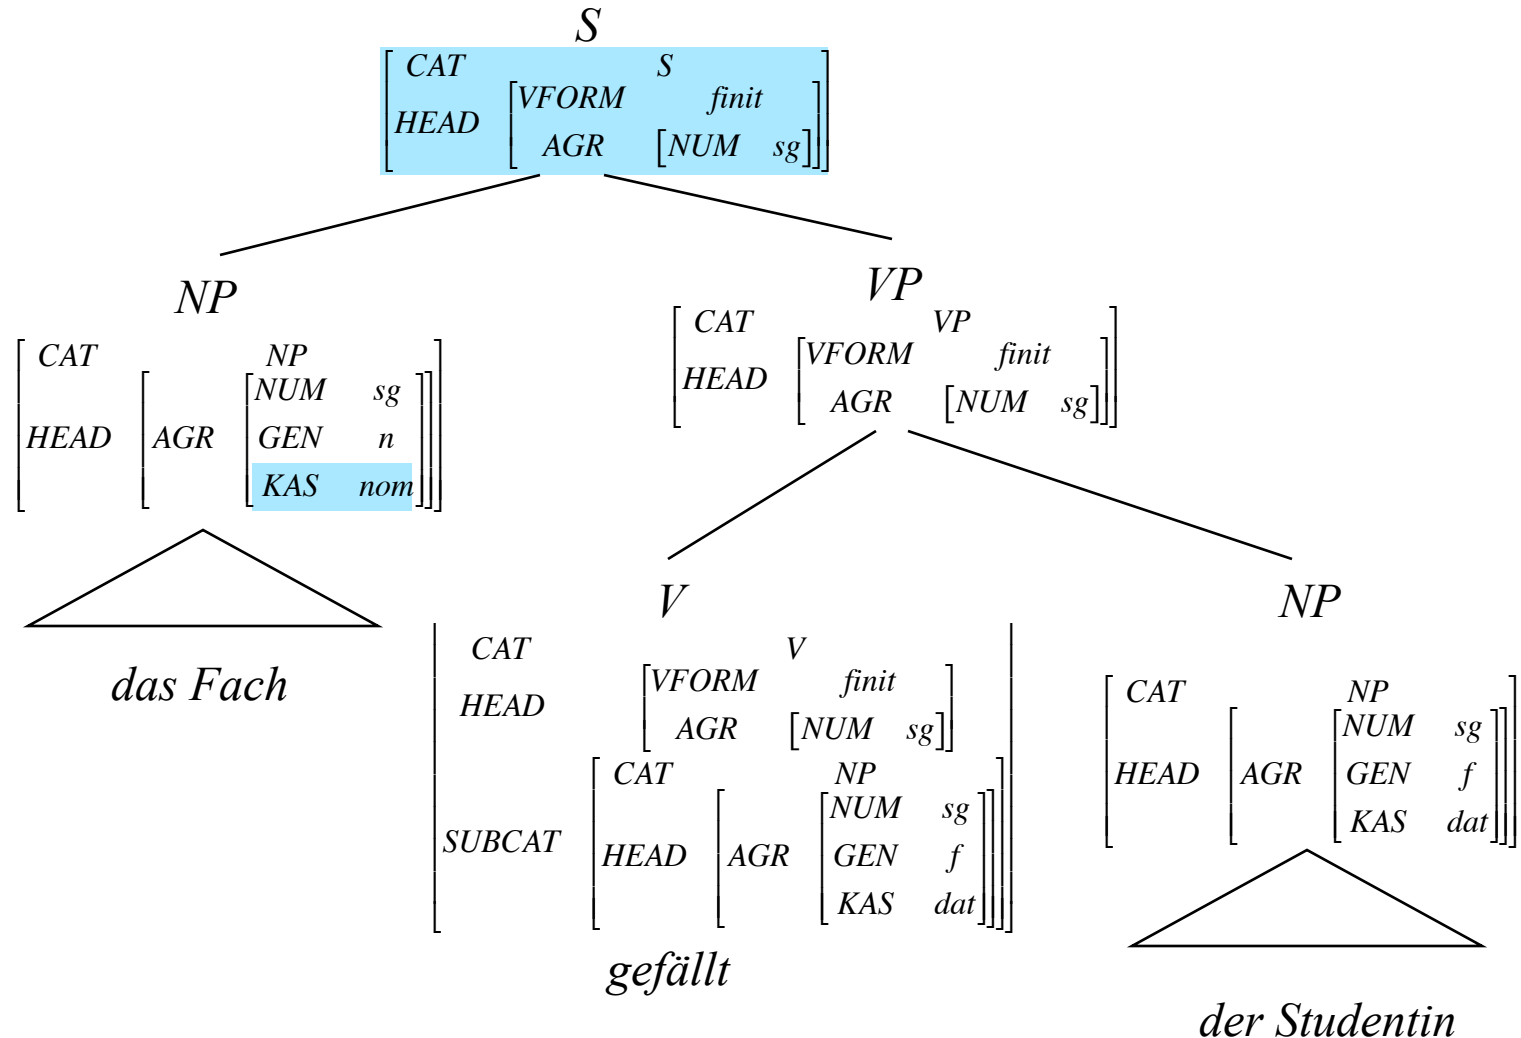 S
CAT S
HEAD VFORM finit
AGR [NUM sg]
NP
CAT NP
HEAD AGR NUM sg
GEN n
KAS nom
das Fach
VP
CAT VP
HEAD VFORM finit
AGR [NUM sg]
V
CAT V
HEAD VFORM finit
AGR [NUM sg]
SUBCAT CAT NP
HEAD AGR NUM sg
GEN f
KAS dat
gefällt
NP
CAT NP
HEAD AGR NUM sg
GEN f
KAS dat
der Studentin